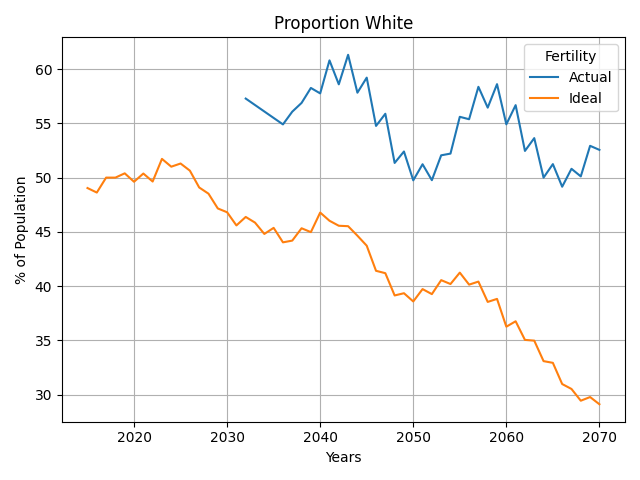 Proportion White
Fertility
Actual
Ideal
% of Population
60
55
50
45
40
35
30
2020 2030 2040 2050 2060 2070
Years